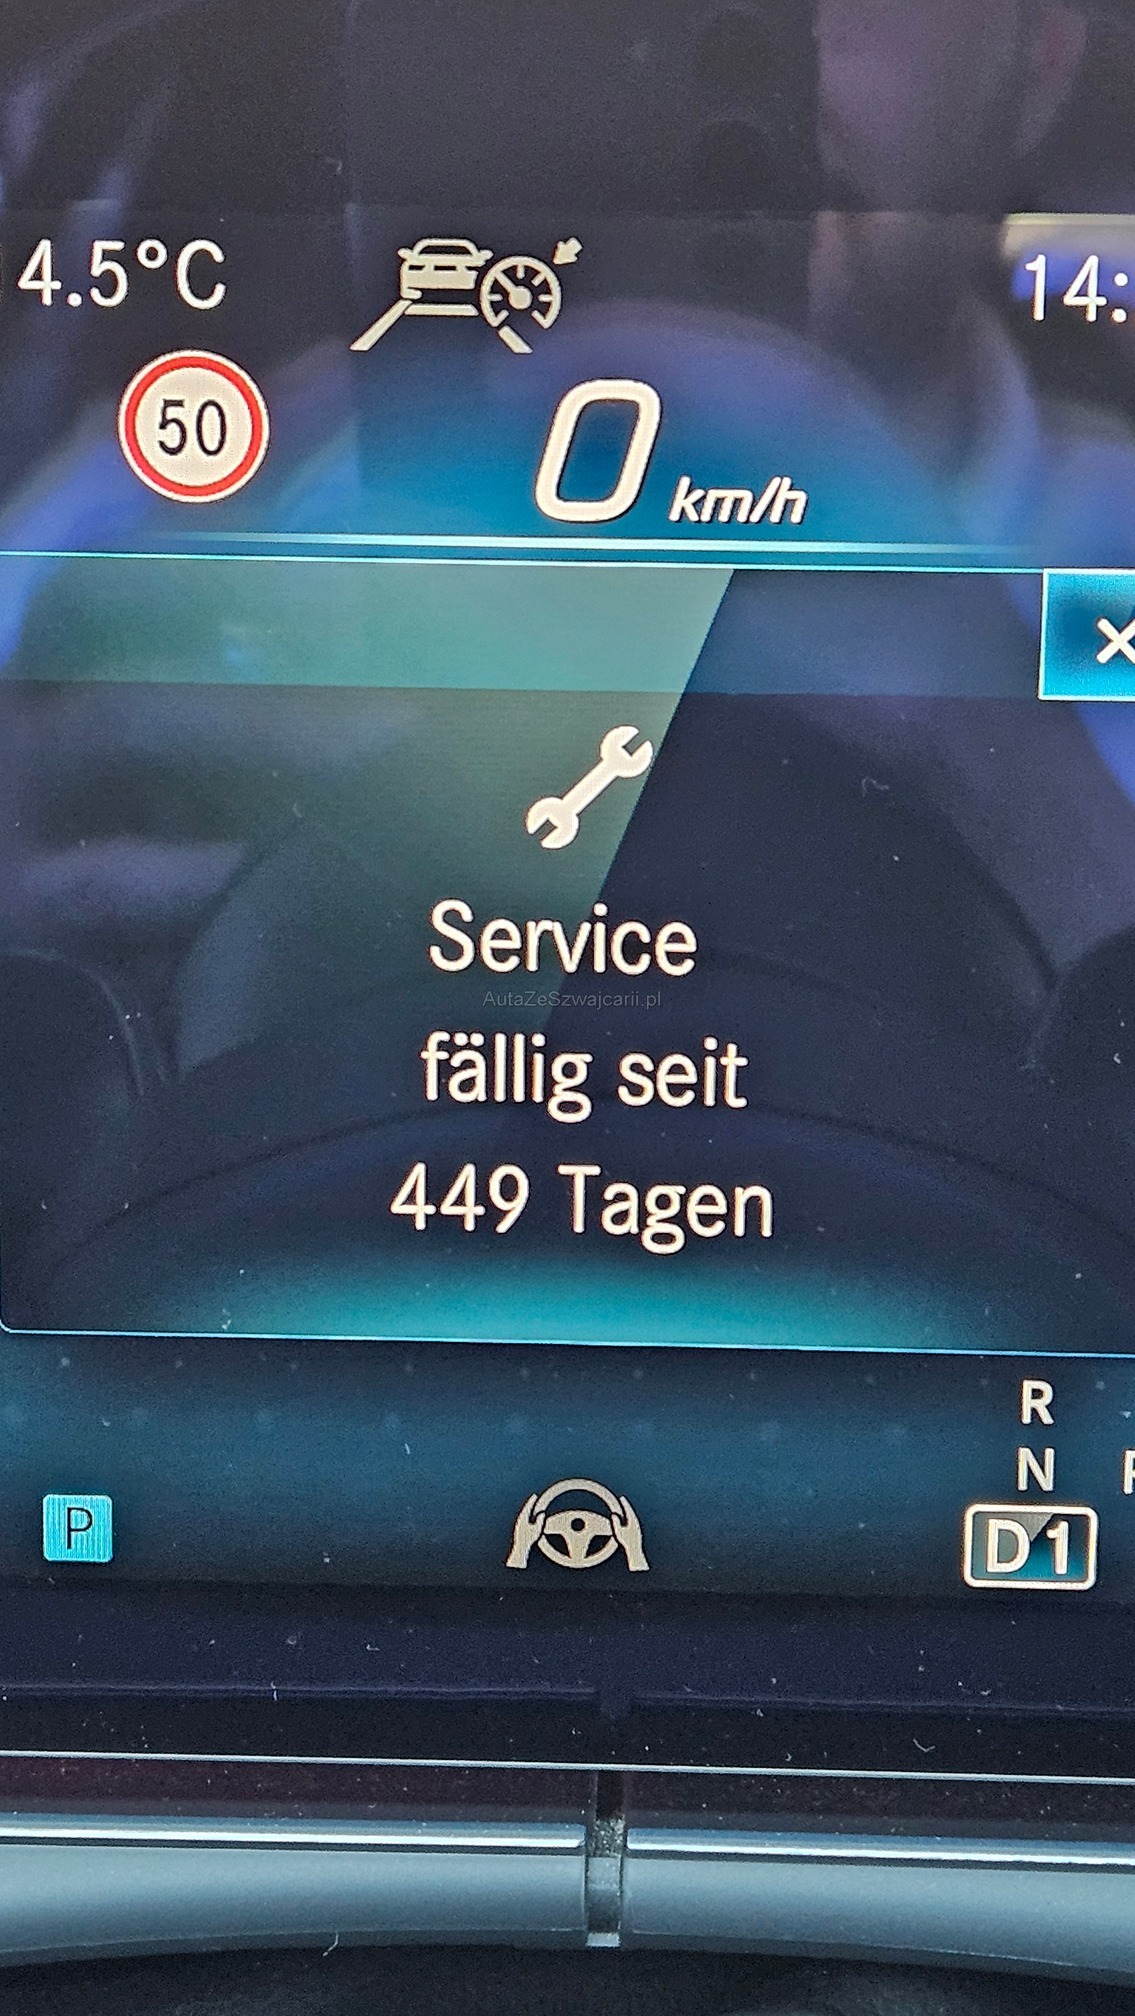 4.5°C
14:
50
0 km/h
×
Service
AutaZeSzwajcarii.pl
fällig seit
449 Tagen
R
N
P
D1